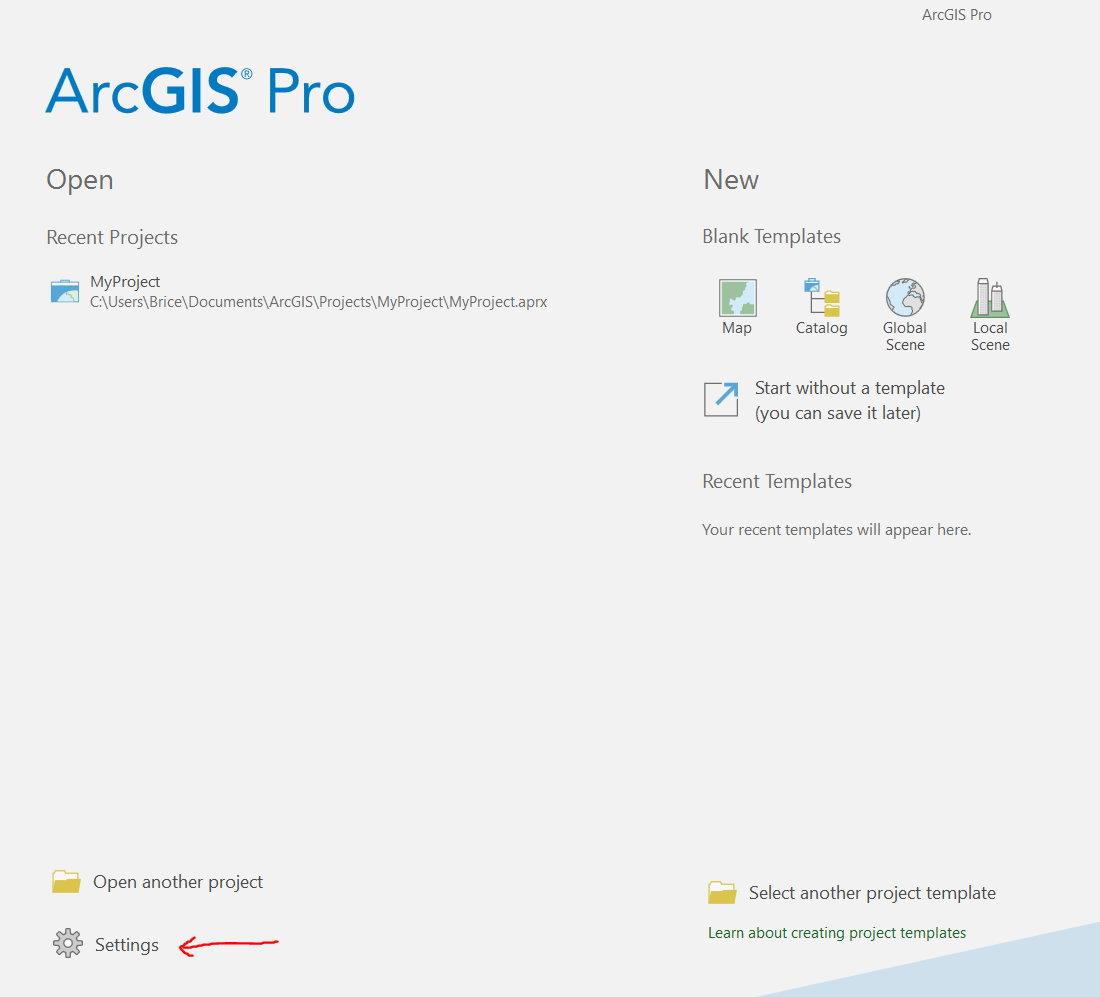 ArcGIS Pro
ArcGIS® Pro
Open
Recent Projects
MyProject
C:\Users\Brice\Documents\ArcGIS\Projects\MyProject\MyProject.aprx
Open another project
Settings
New
Blank Templates
Map
Catalog
Global
Scene
Local
Scene
Start without a template
(you can save it later)
Recent Templates
Your recent templates will appear here.
Select another project template
Learn about creating project templates